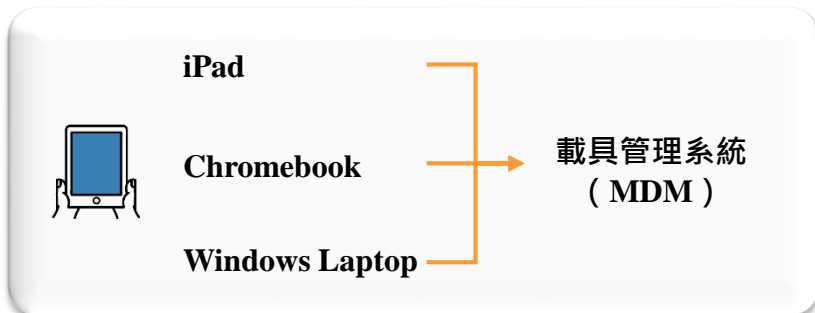 iPad
Chromebook
Windows Laptop
載具管理系統
（MDM）